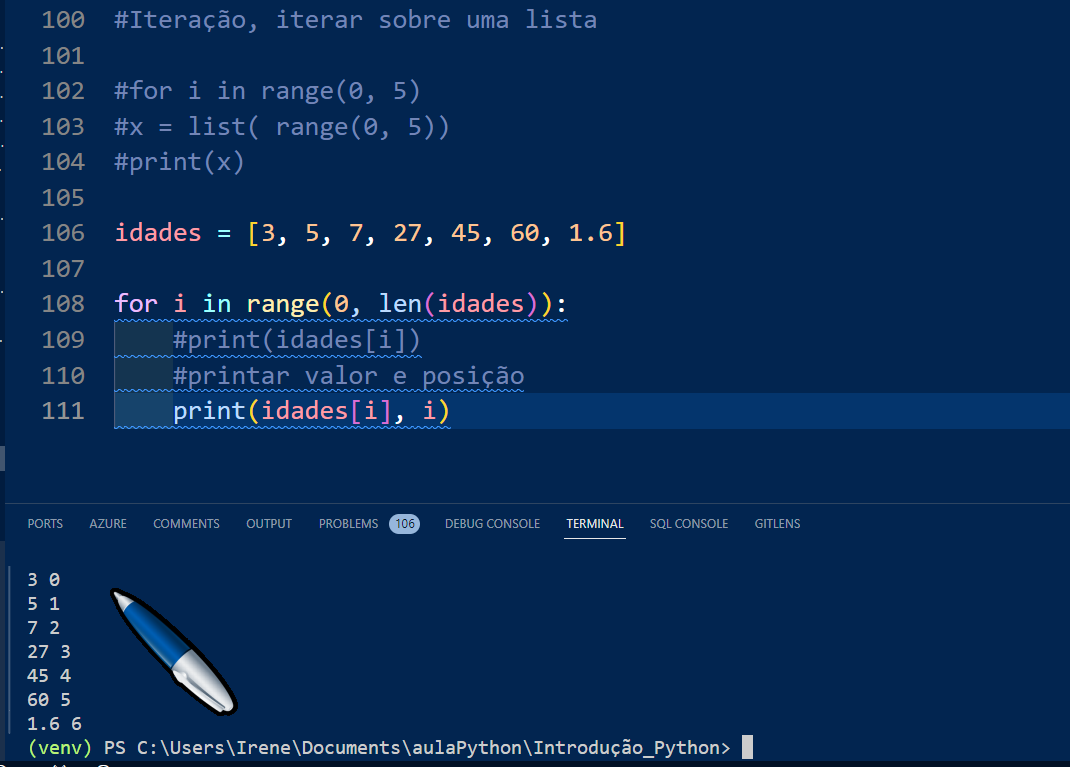 100 #Iteração, iterar sobre uma lista
101
102 #for i in range(0, 5)
103 #x = list( range(0, 5))
104 #print(x)
105
106 idades = [3, 5, 7, 27, 45, 60, 1.6]
107
108 for i in range(0, len(idades)):
109     #print(idades[i])
110     #printar valor e posição
111     print(idades[i], i)
PORTS AZURE COMMENTS OUTPUT PROBLEMS 106 DEBUG CONSOLE TERMINAL SQL CONSOLE GITLENS
3 0
5 1
7 2
27 3
45 4
60 5
1.6 6
(venv) PS C:\Users\Irene\Documents\aulaPython\Introdução_Python>